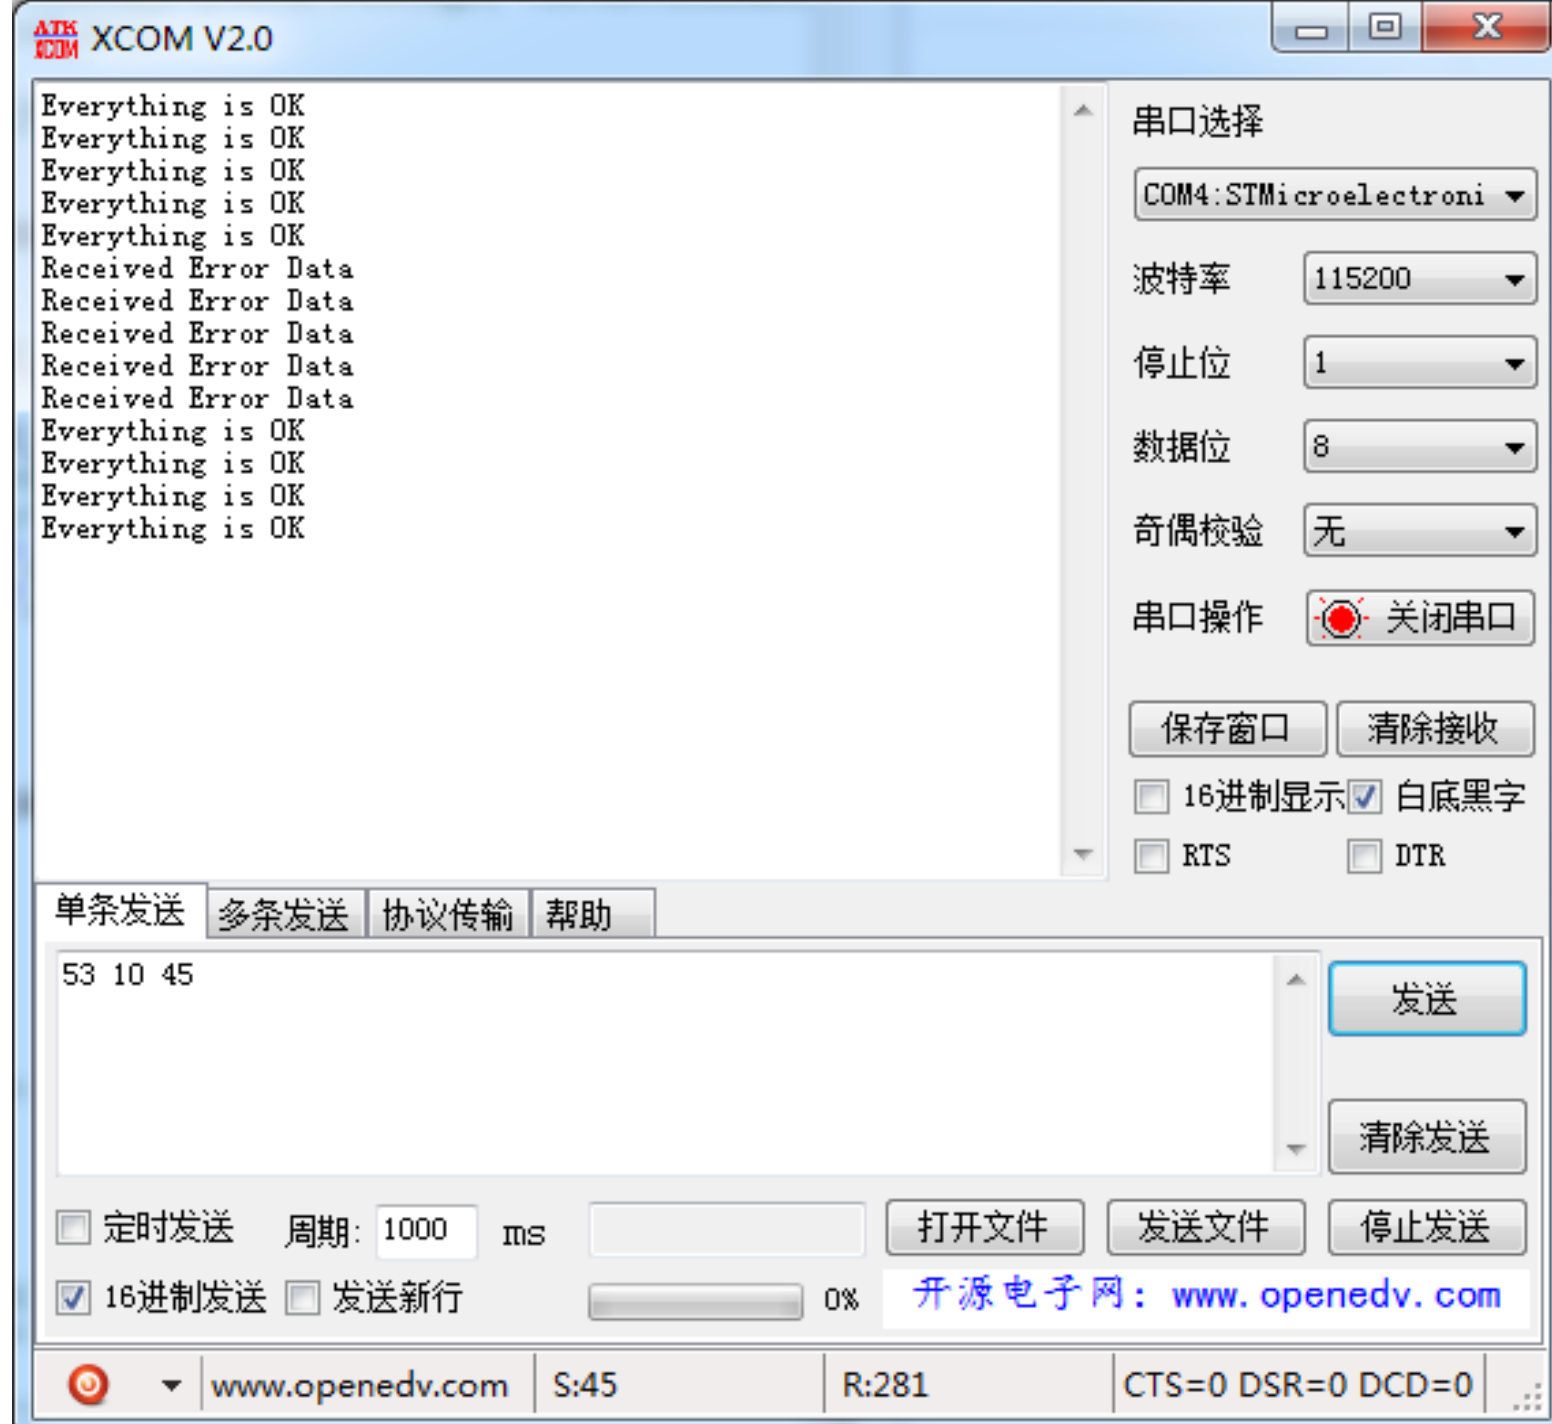 ATK
XCOM
XCOM V2.0
Everything is OK
Everything is OK
Everything is OK
Everything is OK
Everything is OK
Received Error Data
Received Error Data
Received Error Data
Received Error Data
Received Error Data
Everything is OK
Everything is OK
Everything is OK
Everything is OK
串口选择
COM4:STMicroelectroni
波特率 115200
停止位 1
数据位 8
奇偶校验 无
串口操作 关闭串口
保存窗口 清除接收
16进制显示 白底黑字
RTS DTR
单条发送 多条发送 协议传输 帮助
53 10 45
发送
清除发送
定时发送 周期: 1000 ms 打开文件 发送文件 停止发送
16进制发送 发送新行 0% 开源电子网: www.openedv.com
www.openedv.com S:45 R:281 CTS=0 DSR=0 DCD=0